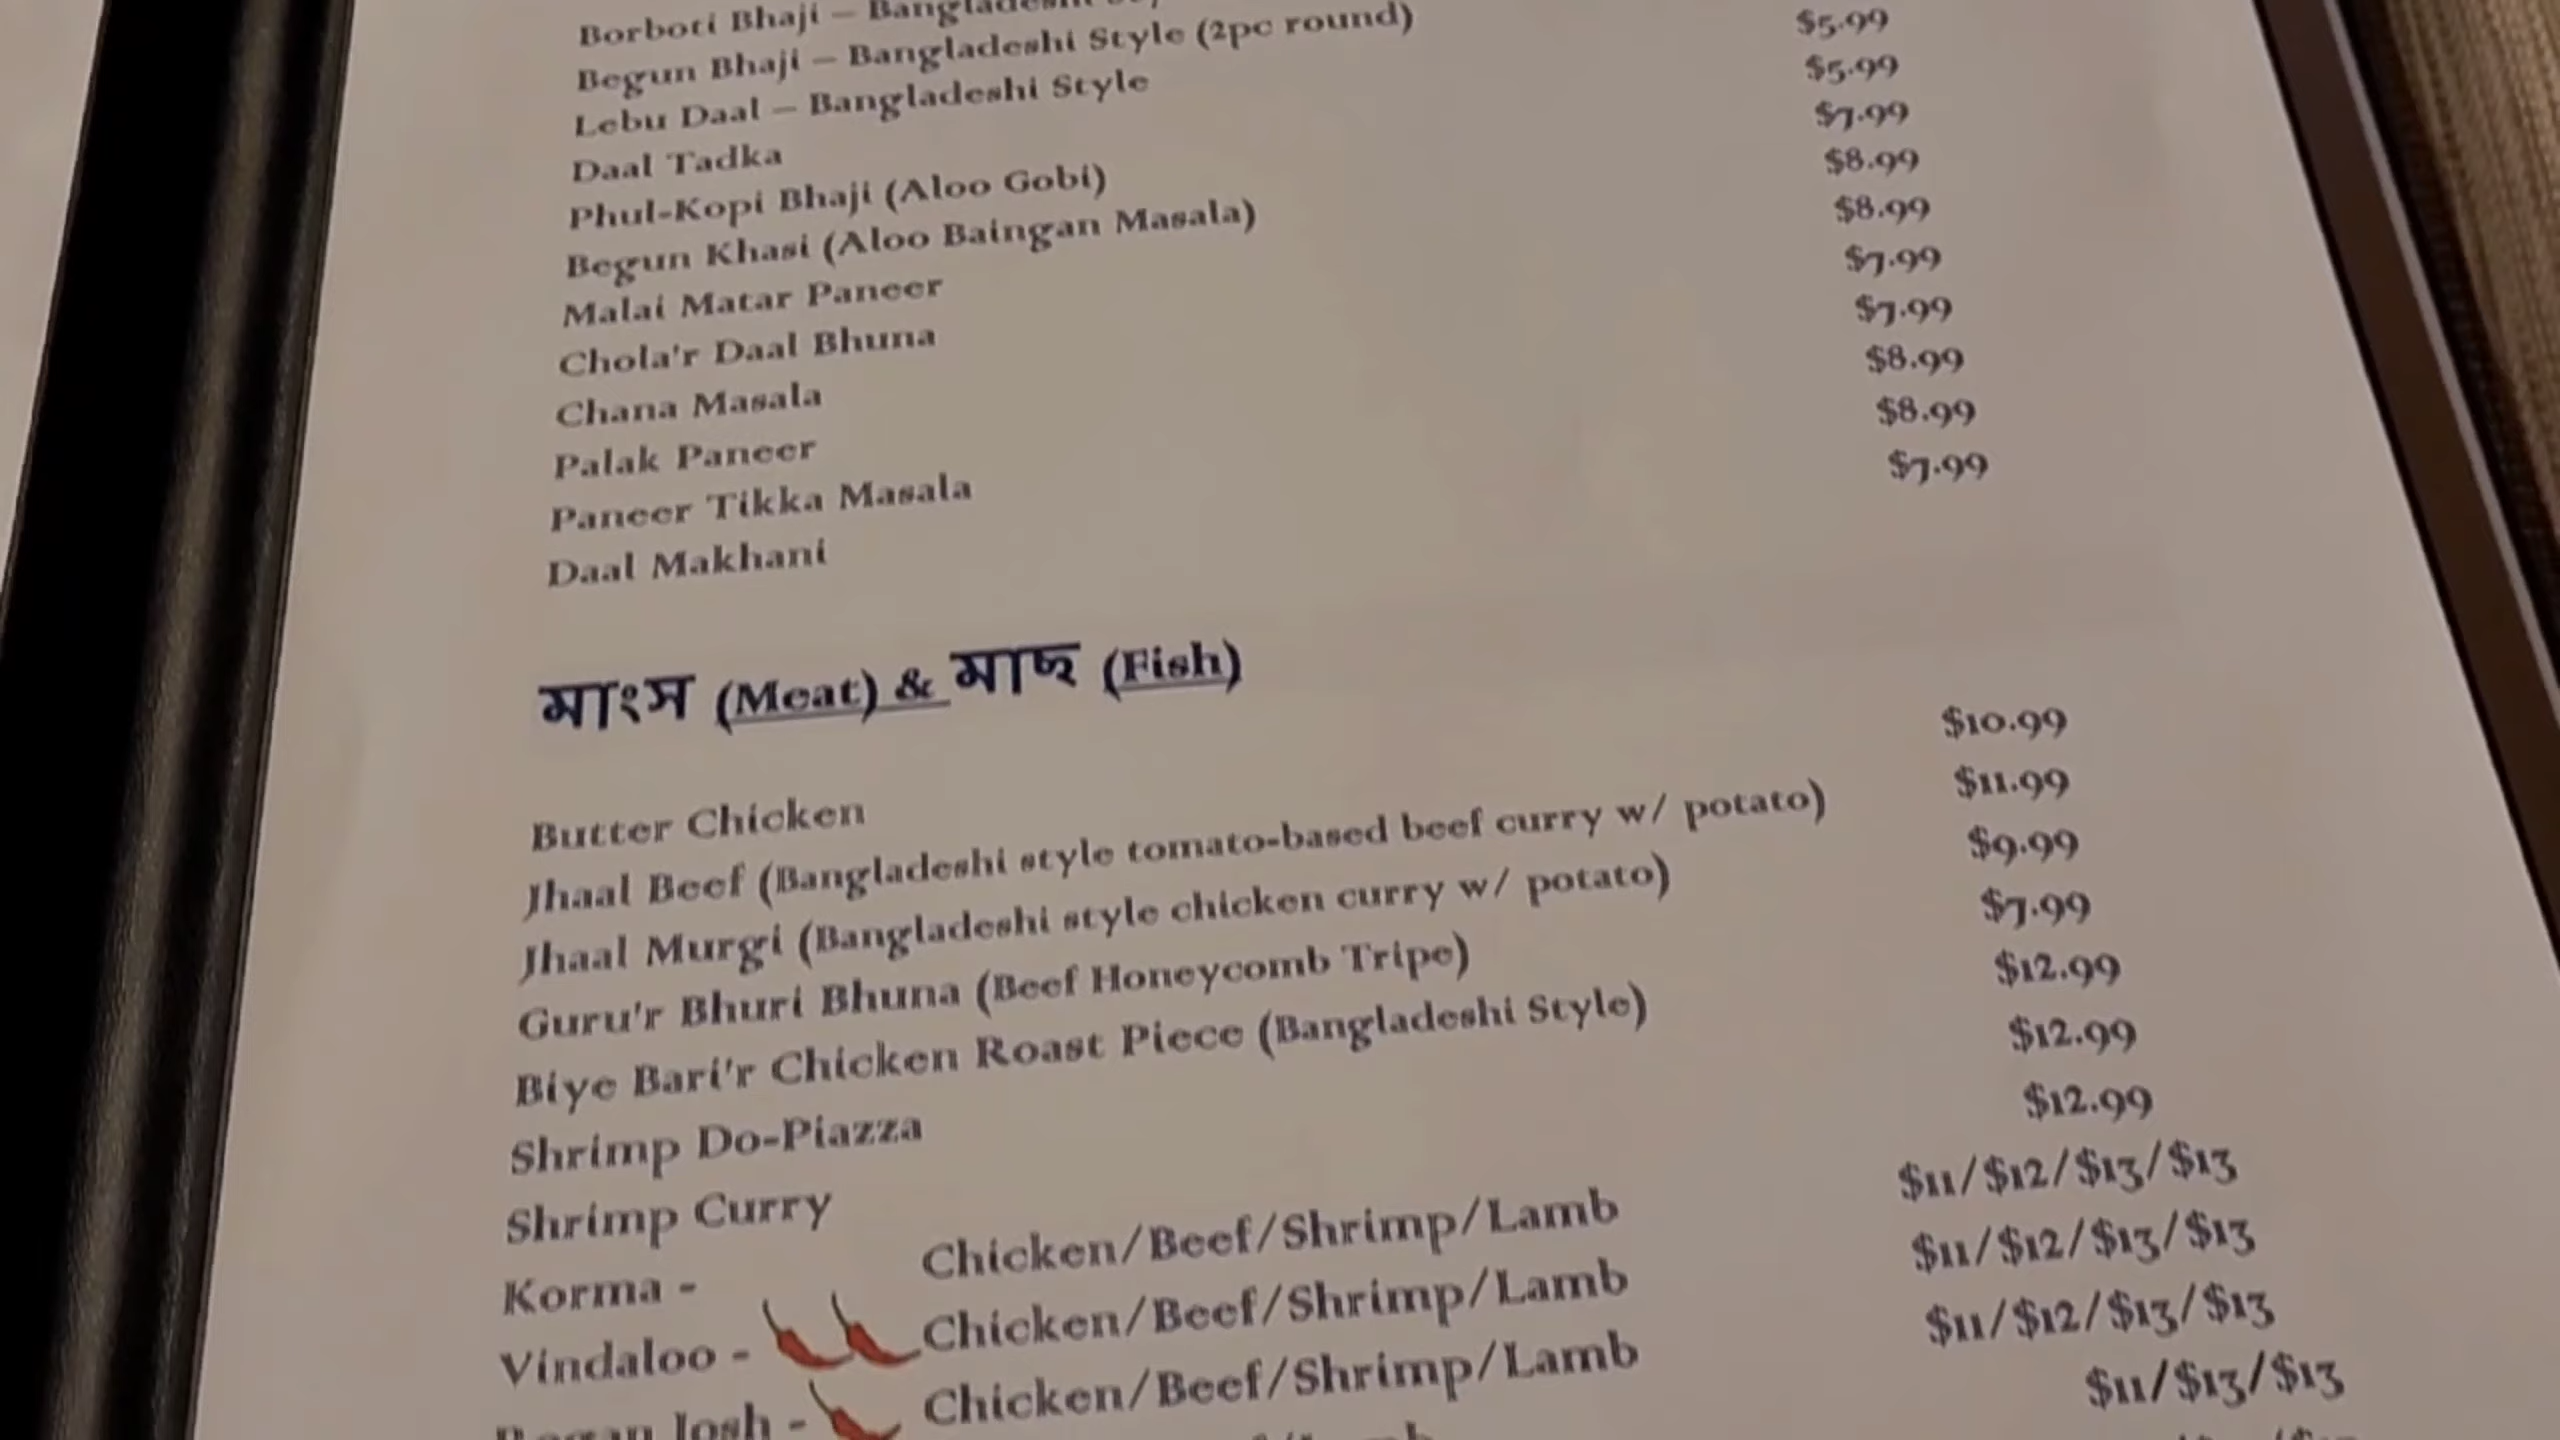 Borboti Bhaji –
Begun Bhaji – Bangladeshi Style (2pc round)
Lebu Daal – Bangladeshi Style $5.99
Daal Tadka $5.99
Phul-Kopi Bhaji (Aloo Gobi) $7.99
Begun Khasi (Aloo Baingan Masala) $8.99
Malai Matar Paneer $8.99
Chola'r Daal Bhuna $7.99
Chana Masala $7.99
Palak Paneer $8.99
Paneer Tikka Masala $8.99
Daal Makhani $7.99
মাংস (Meat) & মাছ (Fish)
Butter Chicken $10.99
Jhaal Beef (Bangladeshi style tomato-based beef curry w/ potato) $11.99
Jhaal Murgi (Bangladeshi style chicken curry w/ potato) $9.99
Guru'r Bhuri Bhuna (Beef Honeycomb Tripe) $7.99
Biye Bari'r Chicken Roast Piece (Bangladeshi Style) $12.99
Shrimp Do-Piazza $12.99
Shrimp Curry $12.99
Korma - Chicken/Beef/Shrimp/Lamb $11/$12/$13/$13
Vindaloo - Chicken/Beef/Shrimp/Lamb $11/$12/$13/$13
Rogan Josh - Chicken/Beef/Shrimp/Lamb $11/$12/$13/$13
$11/$13/$13